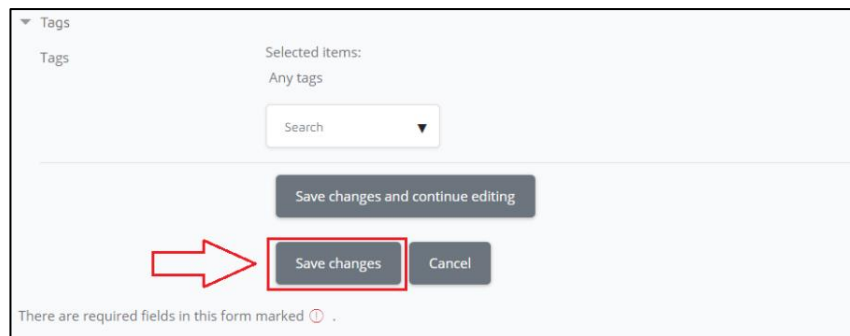 Tags
Tags
Selected items:
Any tags
Search
Save changes and continue editing
Save changes
Cancel
There are required fields in this form marked .